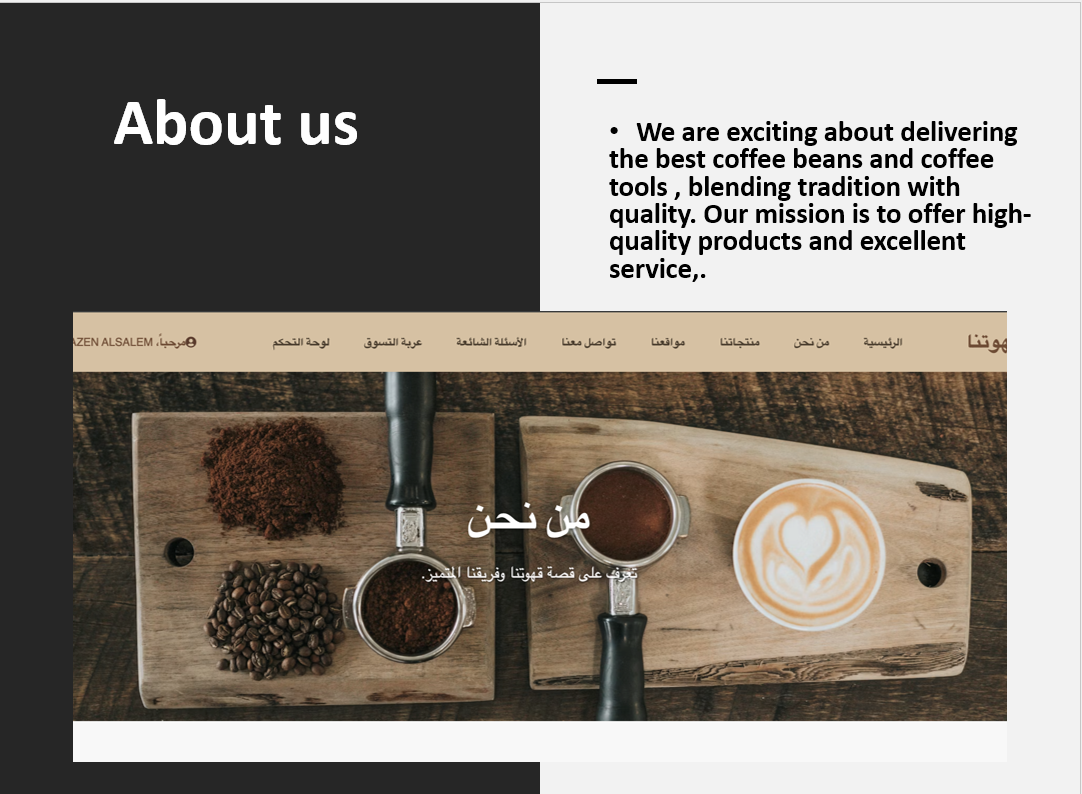 About us
• We are exciting about delivering
the best coffee beans and coffee
tools , blending tradition with
quality. Our mission is to offer high-
quality products and excellent
service,.
الرئيسية من نحن منتجاتنا مواقعنا تواصل معنا الأسئلة الشائعة عربة التسوق لوحة التحكم مرحباً، AZEN ALSALEM
من نحن
تعرف على قصة قهوتنا وفريقنا المتميز.